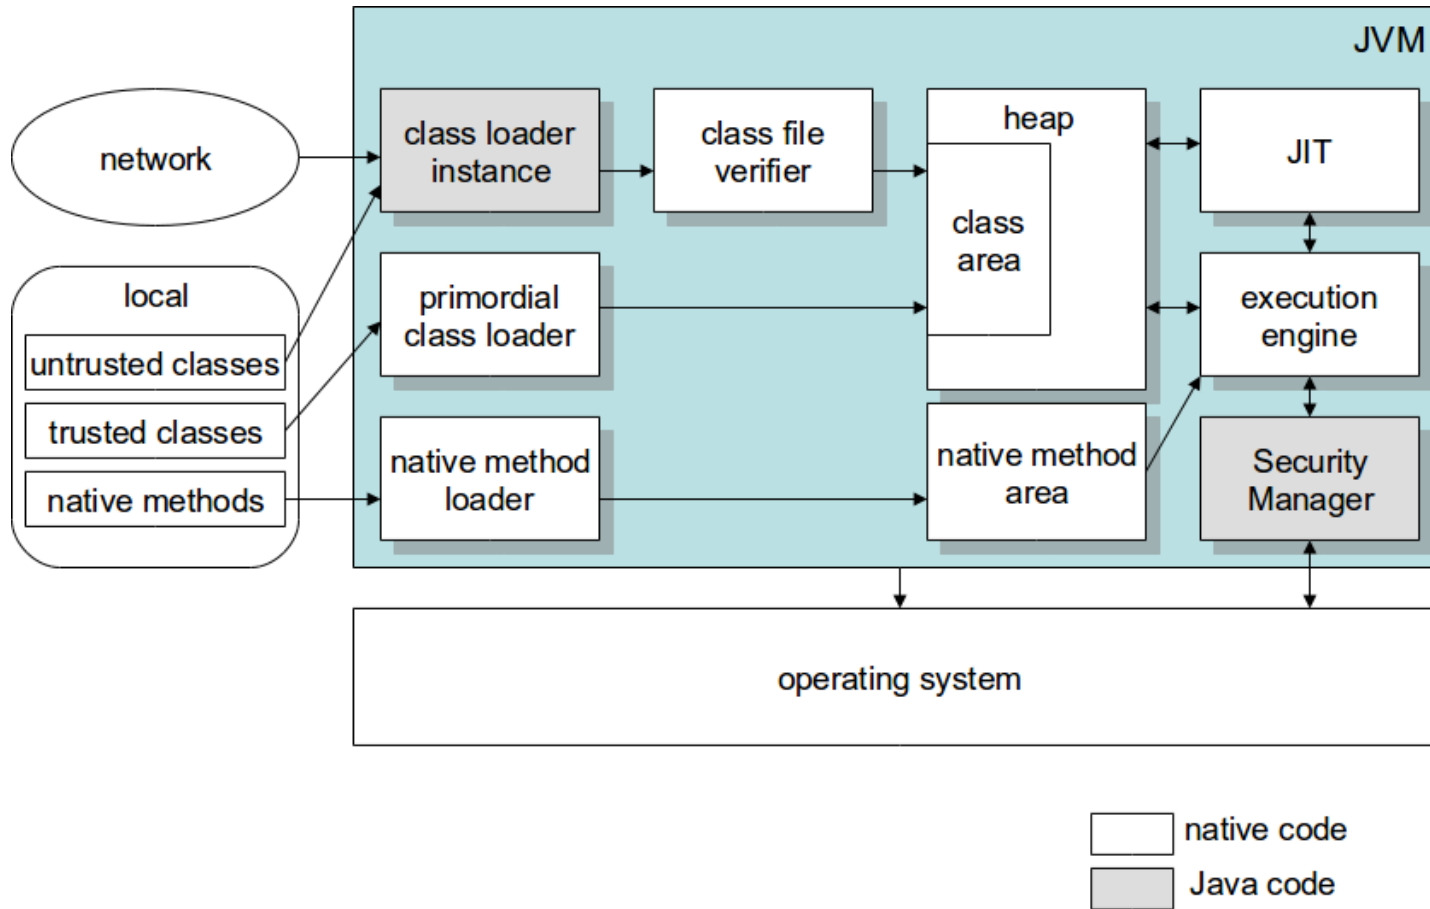 JVM
network
class loader
instance
class file
verifier
heap
class
area
JIT
local
untrusted classes
trusted classes
native methods
primordial
class loader
execution
engine
native method
loader
native method
area
Security
Manager
operating system
native code
Java code